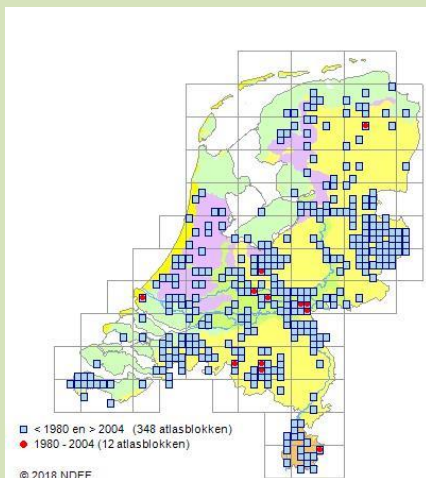 < 1980 en > 2004 (348 atlasblokken)
1980 - 2004 (12 atlasblokken)
© 2018 NDFF